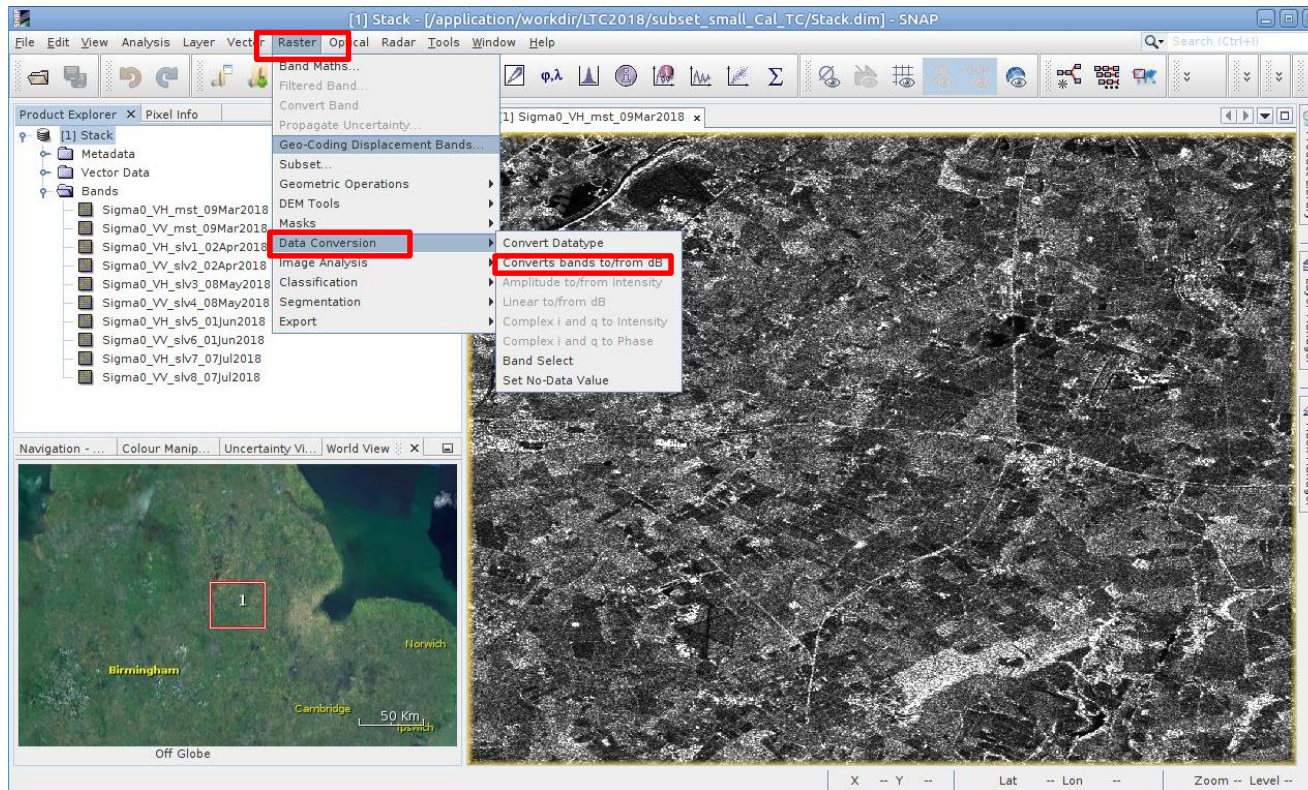 [1] Stack - [/application/workdir/LTC2018/subset_small_Cal_TC/Stack.dim] - SNAP
File Edit View Analysis Layer Vector Raster Optical Radar Tools Window Help
Search (Ctrl+I)
φ,λ Σ
Product Explorer X Pixel Info
[1] Sigma0_VH_mst_09Mar2018 x
[1] Stack
Metadata
Vector Data
Bands
Sigma0_VH_mst_09Mar2018
Sigma0_VV_mst_09Mar2018
Sigma0_VH_slv1_02Apr2018
Sigma0_VV_slv2_02Apr2018
Sigma0_VH_slv3_08May2018
Sigma0_VV_slv4_08May2018
Sigma0_VH_slv5_01Jun2018
Sigma0_VV_slv6_01Jun2018
Sigma0_VH_slv7_07Jul2018
Sigma0_VV_slv8_07Jul2018
Band Maths...
Filtered Band...
Convert Band
Propagate Uncertainty...
Geo-Coding Displacement Bands...
Subset...
Geometric Operations
DEM Tools
Masks
Data Conversion
Image Analysis
Classification
Segmentation
Export
Convert Datatype
Converts bands to/from dB
Amplitude to/from Intensity
Linear to/from dB
Complex i and q to Intensity
Complex i and q to Phase
Band Select
Set No-Data Value
Navigation - ... Colour Manip... Uncertainty Vi... World View X
1
Norwich
Birmingham
Cambridge
50 Km
Ipswich
Off Globe
X -- Y -- Lat -- Lon -- Zoom -- Level --